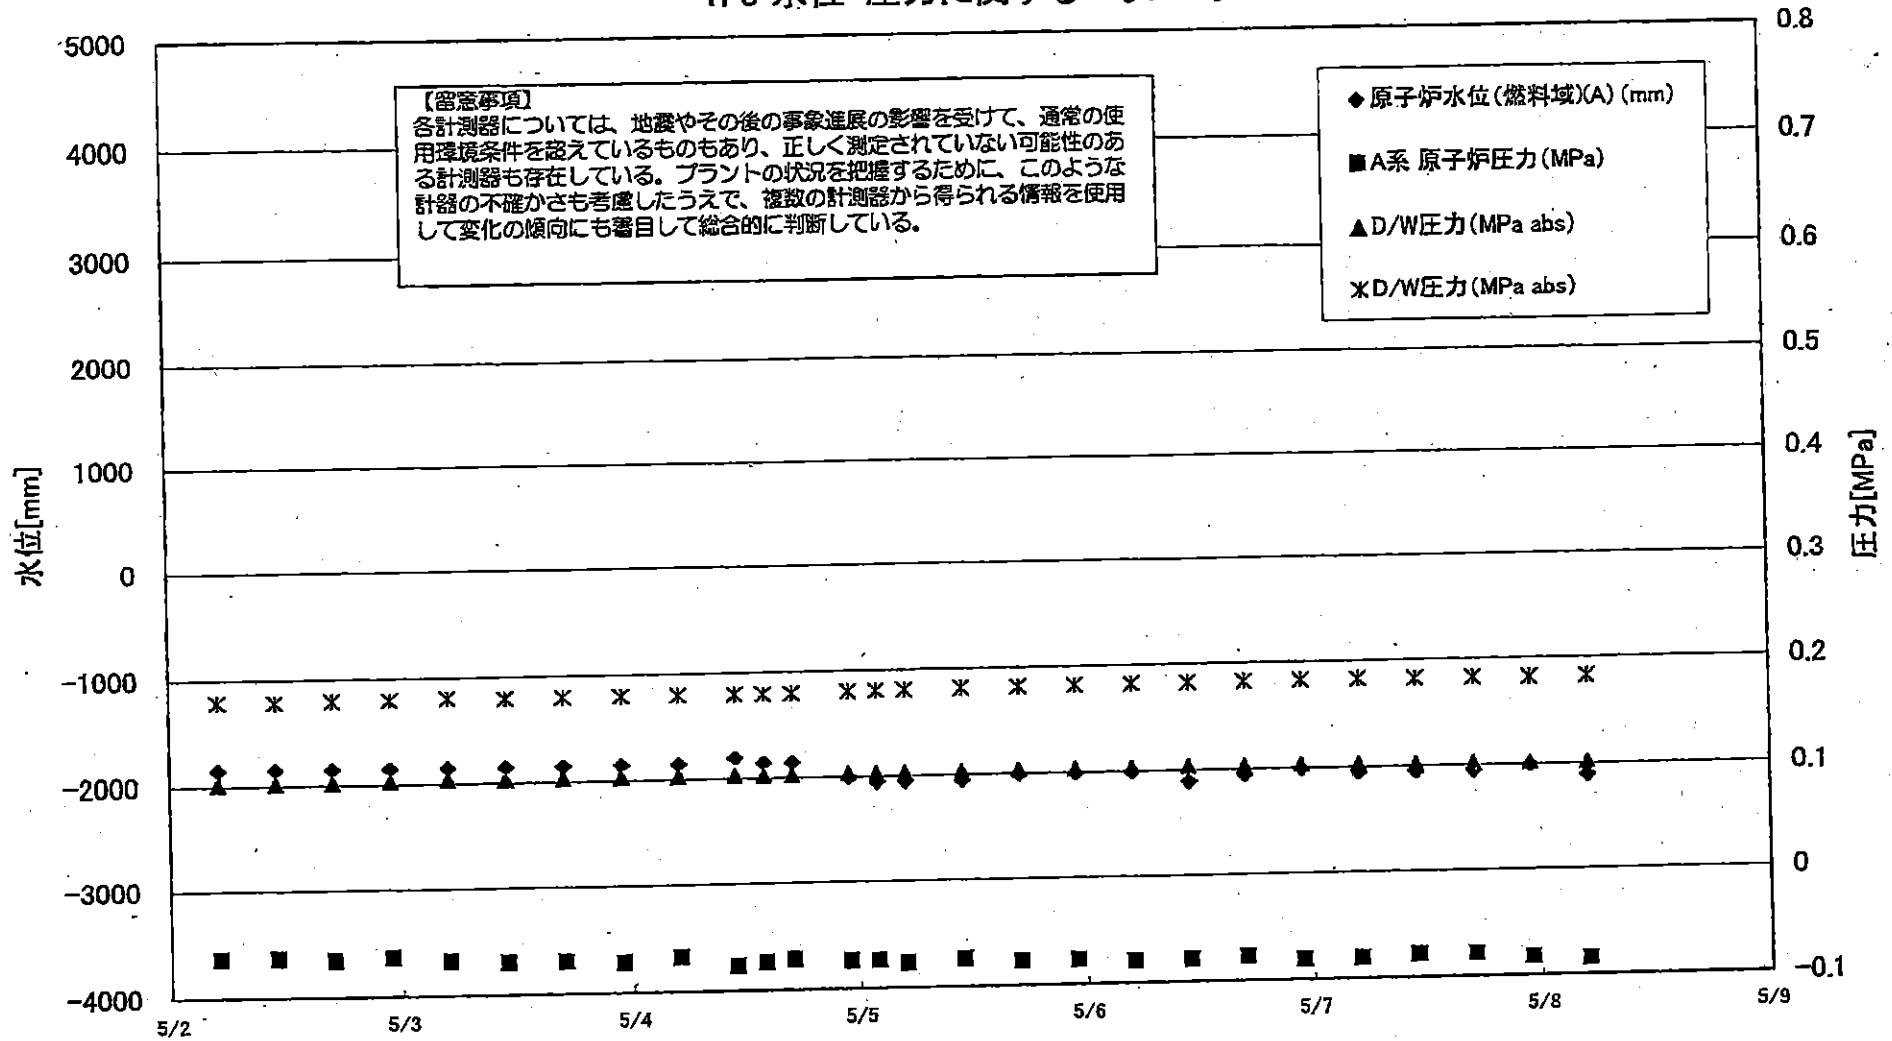 5000
4000
3000
2000
1000
0
-1000
-2000
-3000
-4000
水位[mm]
【留意事項】
各計測器については、地震やその後の事象進展の影響を受けて、通常の使
用環境条件を超えているものもあり、正しく測定されていない可能性のあ
る計測器も存在している。プラントの状況を把握するために、このような
計器の不確かさも考慮したうえで、複数の計測器から得られる情報を使用
して変化の傾向にも着目して総合的に判断している。
◆原子炉水位(燃料域)(A) (mm)
■A系 原子炉圧力(MPa)
▲D/W圧力(MPa abs)
D/W圧力(MPa abs)
0.8
0.7
0.6
0.5
0.4
0.3
0.2
0.1
0
-0.1
圧力[MPa]
5/2
5/3
5/4
5/5
5/6
5/7
5/8
5/9